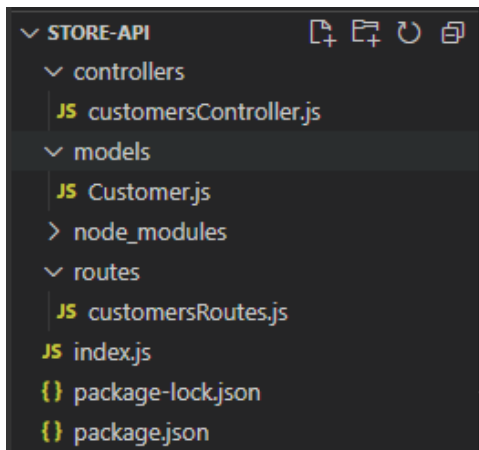 STORE-API
controllers
JS customersController.js
models
JS Customer.js
node_modules
routes
JS customersRoutes.js
JS index.js
{} package-lock.json
{} package.json